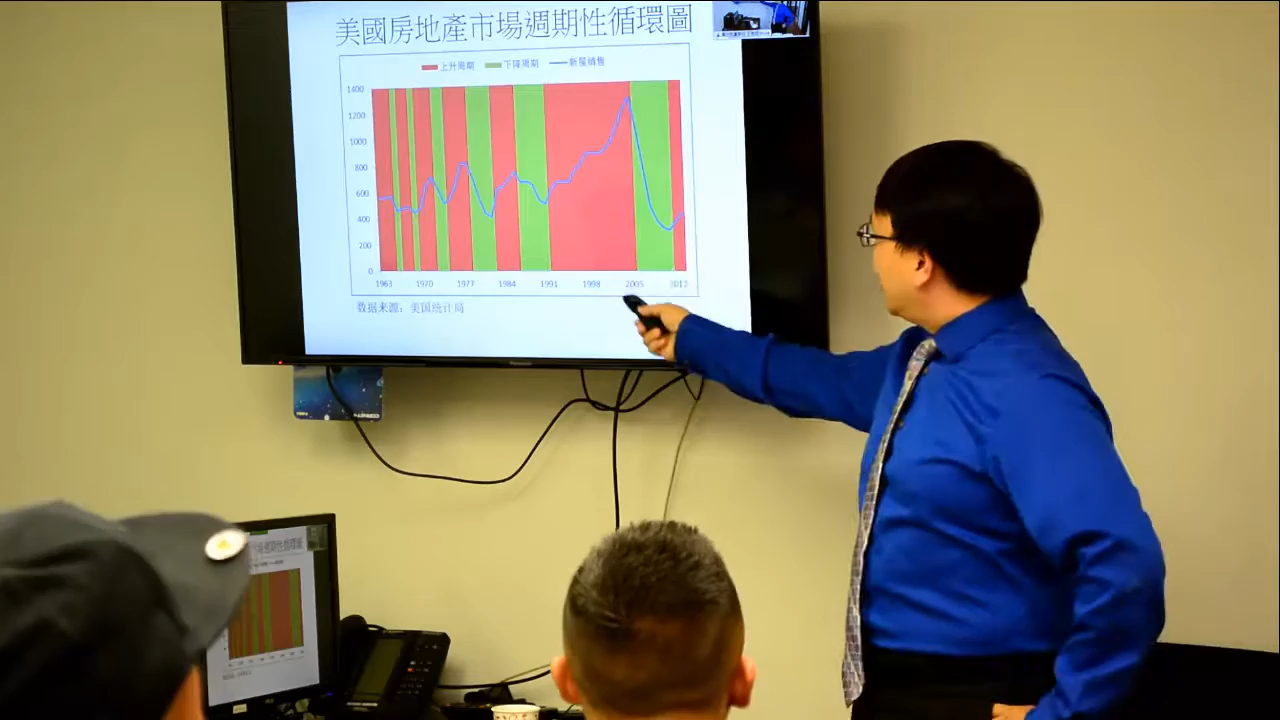 美國房地產市場週期性循環圖
上升周期 下降周期 新屋销售
1400
1200
1000
800
600
400
200
0
1963 1970 1977 1984 1991 1998 2005 2012
数据来源：美国统计局
Panasonic